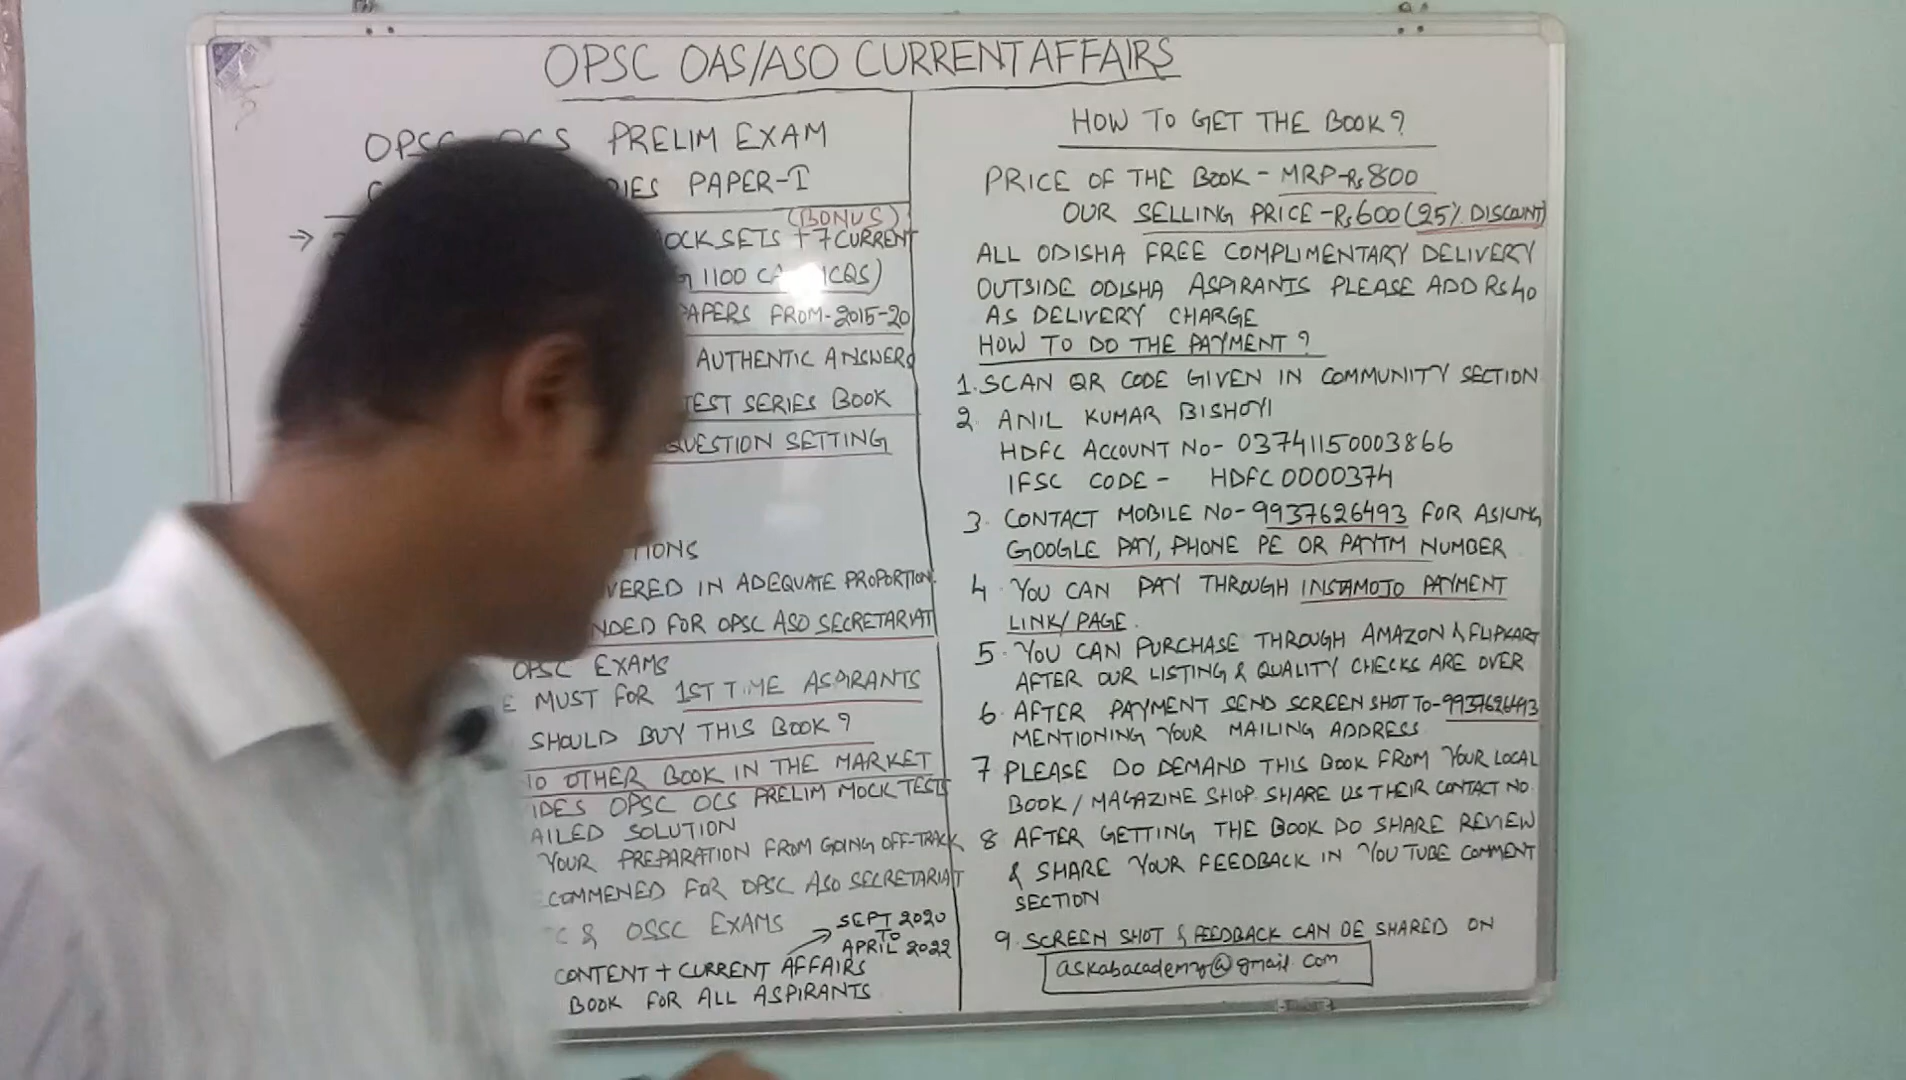 OPSC OAS/ASO CURRENT AFFAIRS
OPSC OCS PRELIM EXAM
PAPER-I
(BONUS)
→ SETS + 7 CURRENT
1100
PAPERS FROM-2015-20
AUTHENTIC ANSWERS
TEST SERIES BOOK
QUESTION SETTING
IN ADEQUATE PROPORTION
FOR OPSC ASO SECRETARIAT
OPSC EXAMS
MUST FOR 1ST TIME ASPIRANTS
SHOULD BUY THIS BOOK?
OTHER BOOK IN THE MARKET
OPSC OCS PRELIM MOCK TESTS
SOLUTION
YOUR PREPARATION FROM GOING OFF-TRACK
FOR OPSC ASO SECRETARIAT
& OSSC EXAMS
SEPT 2020
TO
APRIL 2022
CONTENT + CURRENT AFFAIRS
BOOK FOR ALL ASPIRANTS
HOW TO GET THE BOOK?
PRICE OF THE BOOK - MRP-Rs 800
OUR SELLING PRICE -Rs 600 (25% DISCOUNT)
ALL ODISHA FREE COMPLIMENTARY DELIVERY
OUTSIDE ODISHA ASPIRANTS PLEASE ADD Rs 40
AS DELIVERY CHARGE
HOW TO DO THE PAYMENT?
1. SCAN QR CODE GIVEN IN COMMUNITY SECTION
2. ANIL KUMAR BISHOYI
HDFC ACCOUNT No- 03741150003866
IFSC CODE - HDFC0000374
3. CONTACT MOBILE NO-9937626493 FOR ASKING
GOOGLE PAY, PHONE PE OR PAYTM NUMBER
4. YOU CAN PAY THROUGH INSTAMOJO PAYMENT
LINK/PAGE.
5. YOU CAN PURCHASE THROUGH AMAZON & FLIPKART
AFTER OUR LISTING & QUALITY CHECKS ARE OVER
6. AFTER PAYMENT SEND SCREEN SHOT TO-9937626493
MENTIONING YOUR MAILING ADDRESS
7 PLEASE DO DEMAND THIS BOOK FROM YOUR LOCAL
BOOK/MAGAZINE SHOP. SHARE US THEIR CONTACT NO.
8 AFTER GETTING THE BOOK DO SHARE REVIEW
& SHARE YOUR FEEDBACK IN YOUTUBE COMMENT
SECTION
9. SCREEN SHOT & FEEDBACK CAN BE SHARED ON
askabacademy@gmail.com